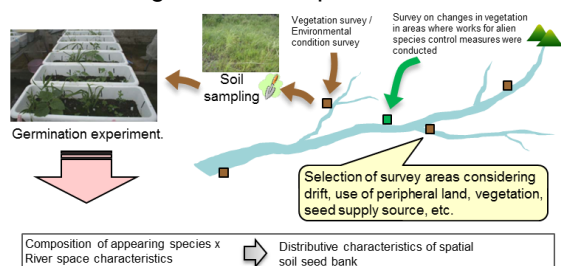 Vegetation survey /
Environmental
condition survey
Survey on changes in vegetation
in areas where works for alien
species control measures were
conducted
Soil
sampling
Germination experiment.
Selection of survey areas considering
drift, use of peripheral land, vegetation,
seed supply source, etc.
Composition of appearing species x
River space characteristics
Distributive characteristics of spatial
soil seed bank